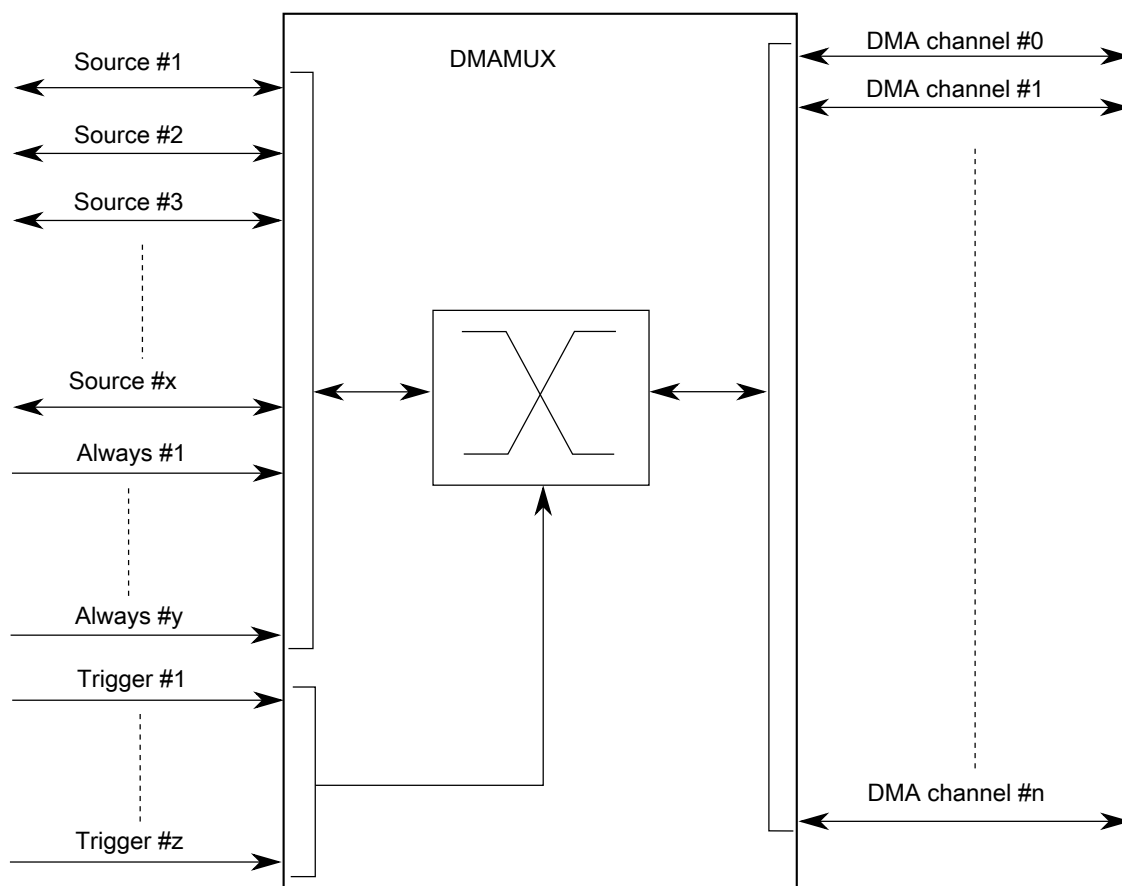 DMAMUX
Source #1
Source #2
Source #3
Source #x
Always #1
Always #y
Trigger #1
Trigger #z
DMA channel #0
DMA channel #1
DMA channel #n